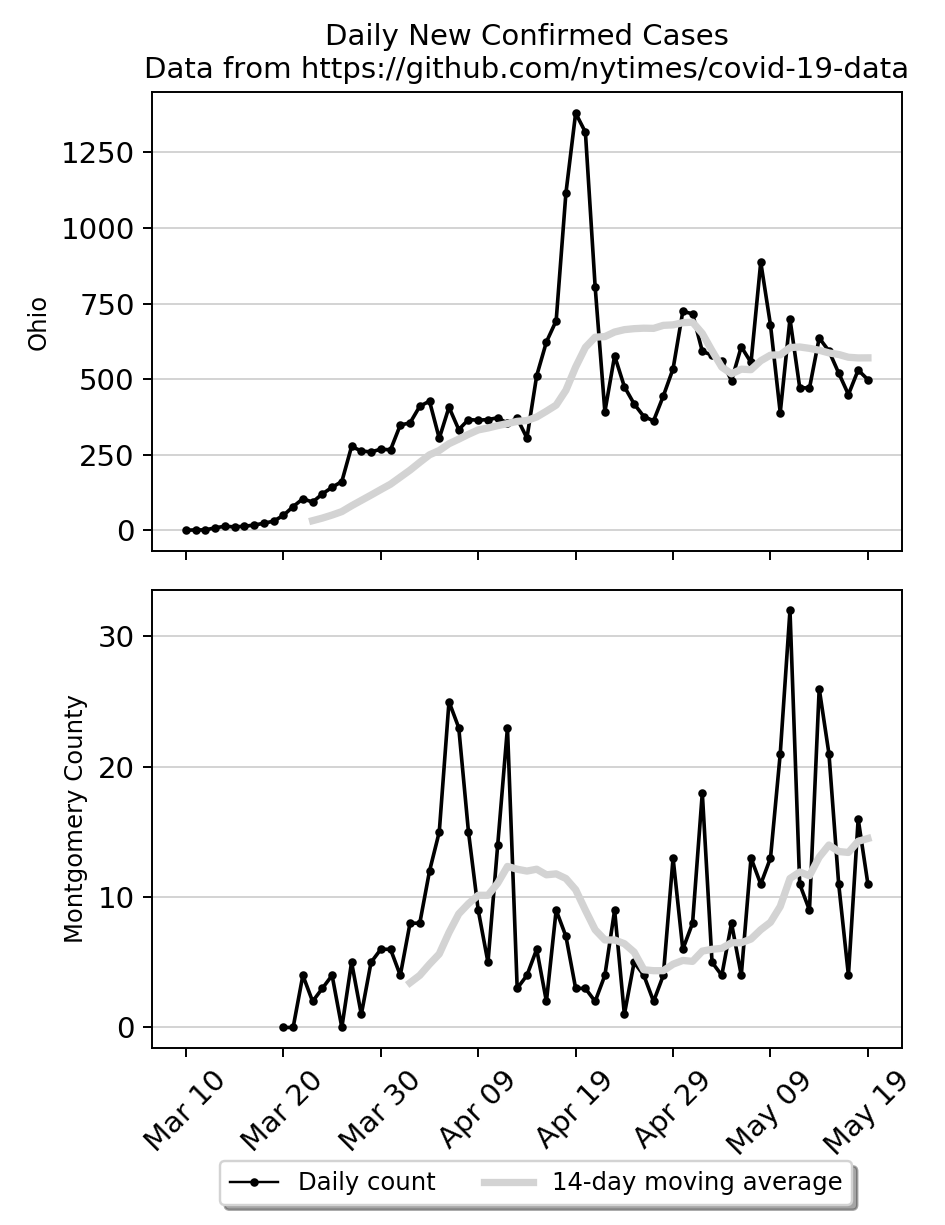 Daily New Confirmed Cases
Data from https://github.com/nytimes/covid-19-data
Ohio
1250
1000
750
500
250
0
Montgomery County
30
20
10
0
Mar 10
Mar 20
Mar 30
Apr 09
Apr 19
Apr 29
May 09
May 19
Daily count
14-day moving average